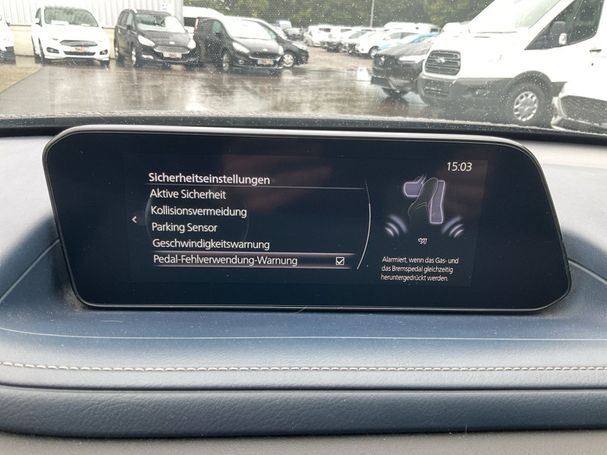 15:03
Sicherheitseinstellungen
Aktive Sicherheit
Kollisionsvermeidung
Parking Sensor
Geschwindigkeitswarnung
Pedal-Fehlverwendung-Warnung
Alarmiert, wenn das Gas- und
das Bremspedal gleichzeitig
heruntergedrückt werden.